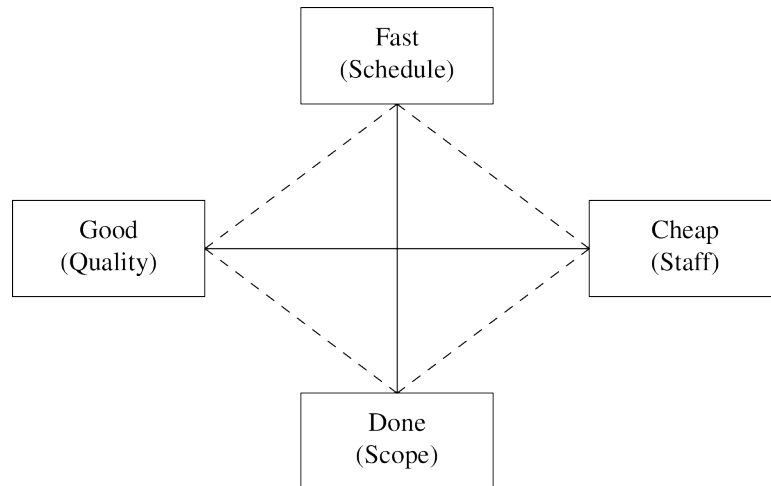 Fast
(Schedule)
Good
(Quality)
Cheap
(Staff)
Done
(Scope)